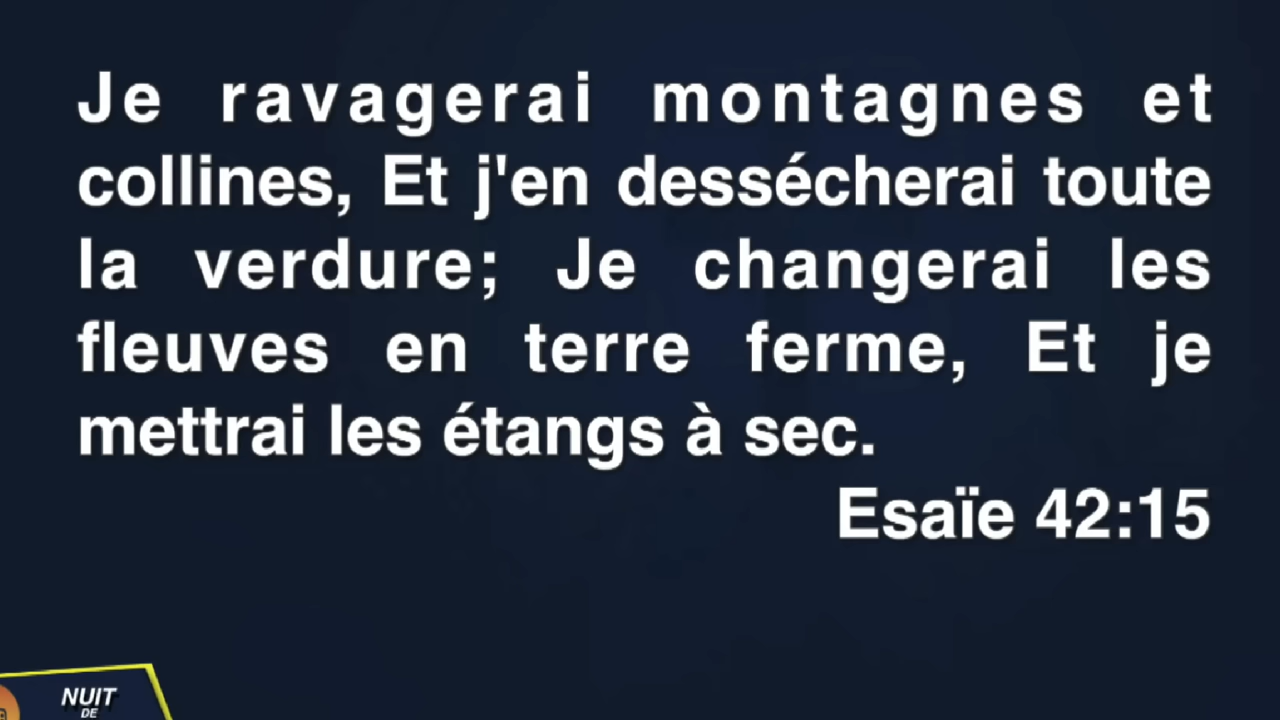 Je ravagerai montagnes et
collines, Et j'en dessécherai toute
la verdure; Je changerai les
fleuves en terre ferme, Et je
mettrai les étangs à sec.
Esaïe 42:15
NUIT
DE